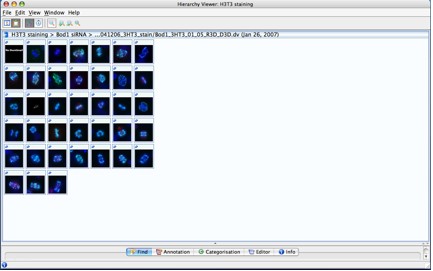 Hierarchy Viewer: H3T3 staining
File Edit View Window Help
H3T3 staining > Bod1 siRNA > ...041206_3HT3_stain/Bod1_3HT3_01_05_R3D_D3D.dv (Jan 26, 2007)
Find Annotation Categorisation Editor Info